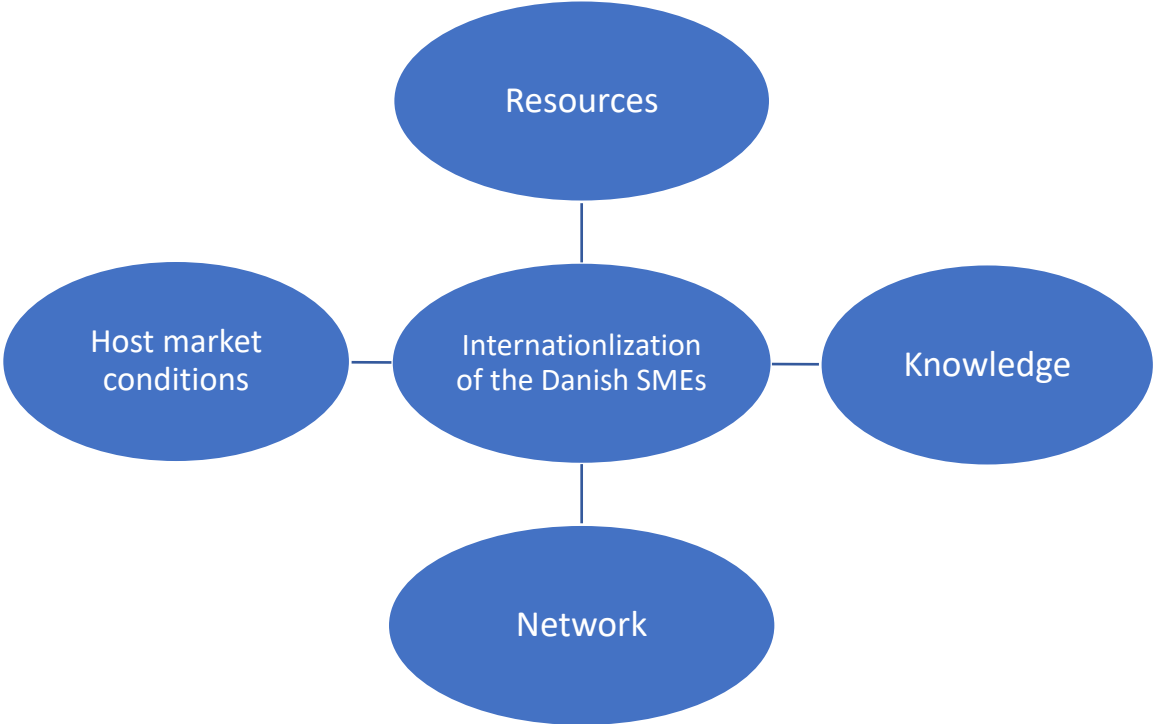 Resources
Host market
conditions
Internationlization
of the Danish SMEs
Knowledge
Network